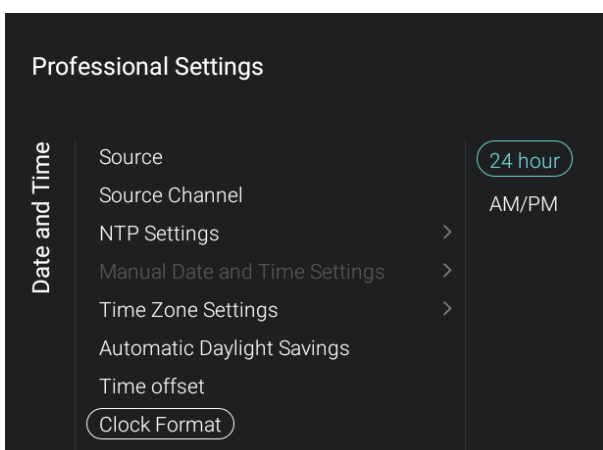 Professional Settings
Date and Time
Source
Source Channel
NTP Settings
Manual Date and Time Settings
Time Zone Settings
Automatic Daylight Savings
Time offset
Clock Format
24 hour
AM/PM